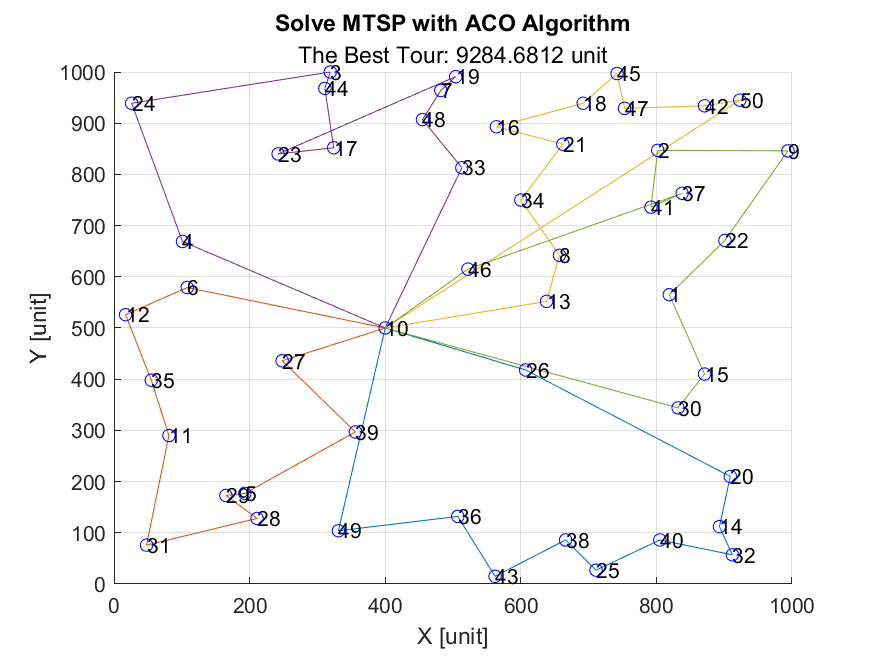 Solve MTSP with ACO Algorithm
The Best Tour: 9284.6812 unit
1000
900
800
700
600
500
400
300
200
100
0
Y [unit]
0 200 400 600 800 1000
X [unit]
3 19 45
24 44 7 18 47 42 50
48 16
23 17 21 2 9
33
34 41 37
4 22
46 8
6 1
12 13
10
27 26
35 15
30
11 39
20
29 5
28 36 14
31 49 38 40 32
43 25